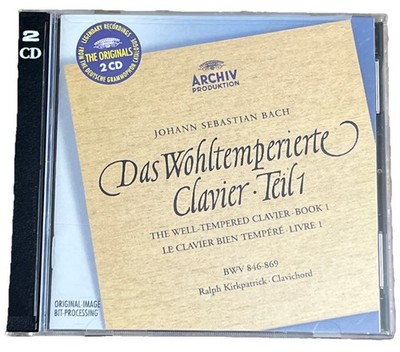 2
CD
LEGENDARY RECORDINGS
FROM THE DEUTSCHE GRAMMOPHON CATALOGUE
THE ORIGINALS
2 CD
ARCHIV
PRODUKTION
JOHANN SEBASTIAN BACH
Das Wohltemperierte
Clavier · Teil 1
THE WELL-TEMPERED CLAVIER · BOOK 1
LE CLAVIER BIEN TEMPÉRÉ · LIVRE 1
BWV 846-869
Ralph Kirkpatrick · Clavichord
ORIGINAL-IMAGE
BIT-PROCESSING